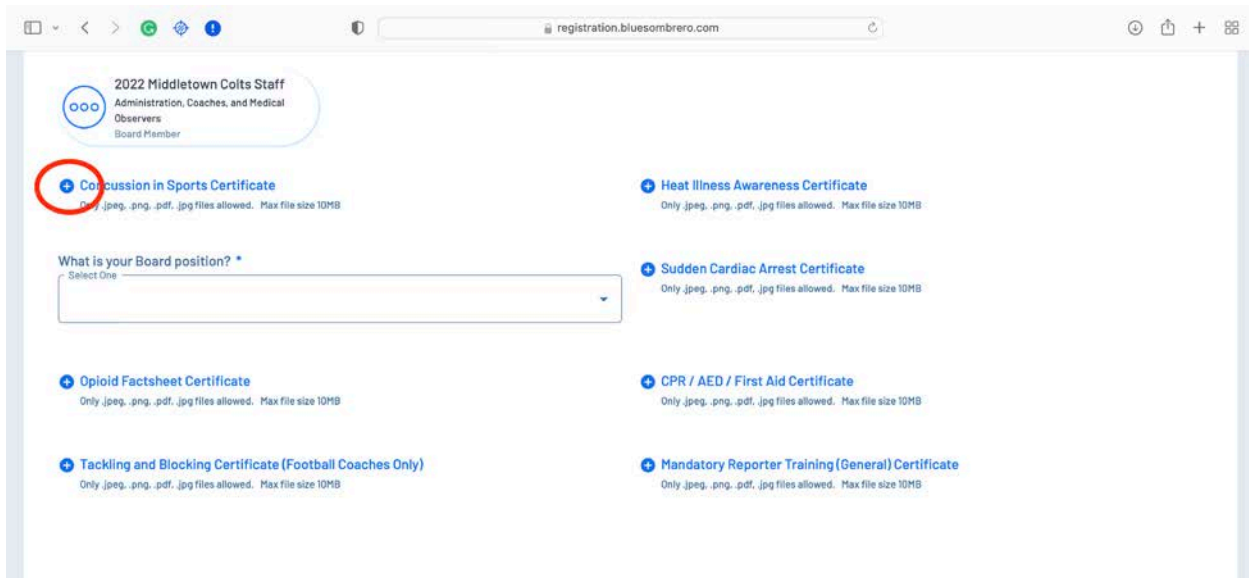 registration.bluesombrero.com
2022 Middletown Colts Staff
Administration, Coaches, and Medical
Observers
Board Member
Concussion in Sports Certificate
Only .jpeg, .png, .pdf, .jpg files allowed. Max file size 10MB
Heat Illness Awareness Certificate
Only .jpeg, .png, .pdf, .jpg files allowed. Max file size 10MB
What is your Board position? *
Select One
Sudden Cardiac Arrest Certificate
Only .jpeg, .png, .pdf, .jpg files allowed. Max file size 10MB
Opioid Factsheet Certificate
Only .jpeg, .png, .pdf, .jpg files allowed. Max file size 10MB
CPR / AED / First Aid Certificate
Only .jpeg, .png, .pdf, .jpg files allowed. Max file size 10MB
Tackling and Blocking Certificate (Football Coaches Only)
Only .jpeg, .png, .pdf, .jpg files allowed. Max file size 10MB
Mandatory Reporter Training (General) Certificate
Only .jpeg, .png, .pdf, .jpg files allowed. Max file size 10MB